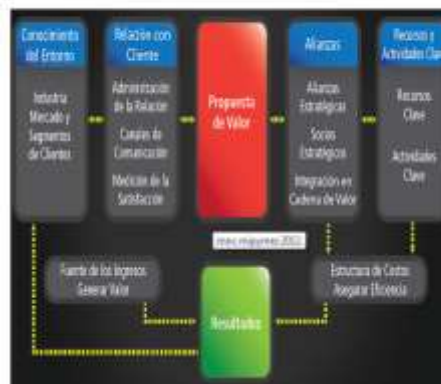 Conocimiento
del Entorno
Industria
Mercado y
Segmentos
de Clientes
Relación con
Cliente
Administración
de la Relación
Canales de
Comunicación
Medición de la
Satisfacción
Propuesta
de Valor
Alianzas
Alianzas
Estratégicas
Socios
Estratégicos
Integración en
Cadena de Valor
Recursos y
Actividades Clave
Recursos
Clave
Actividades
Clave
Fuente de los Ingresos
Generar Valor
Resultados
Estructura de Costos
Asegurar Eficiencia